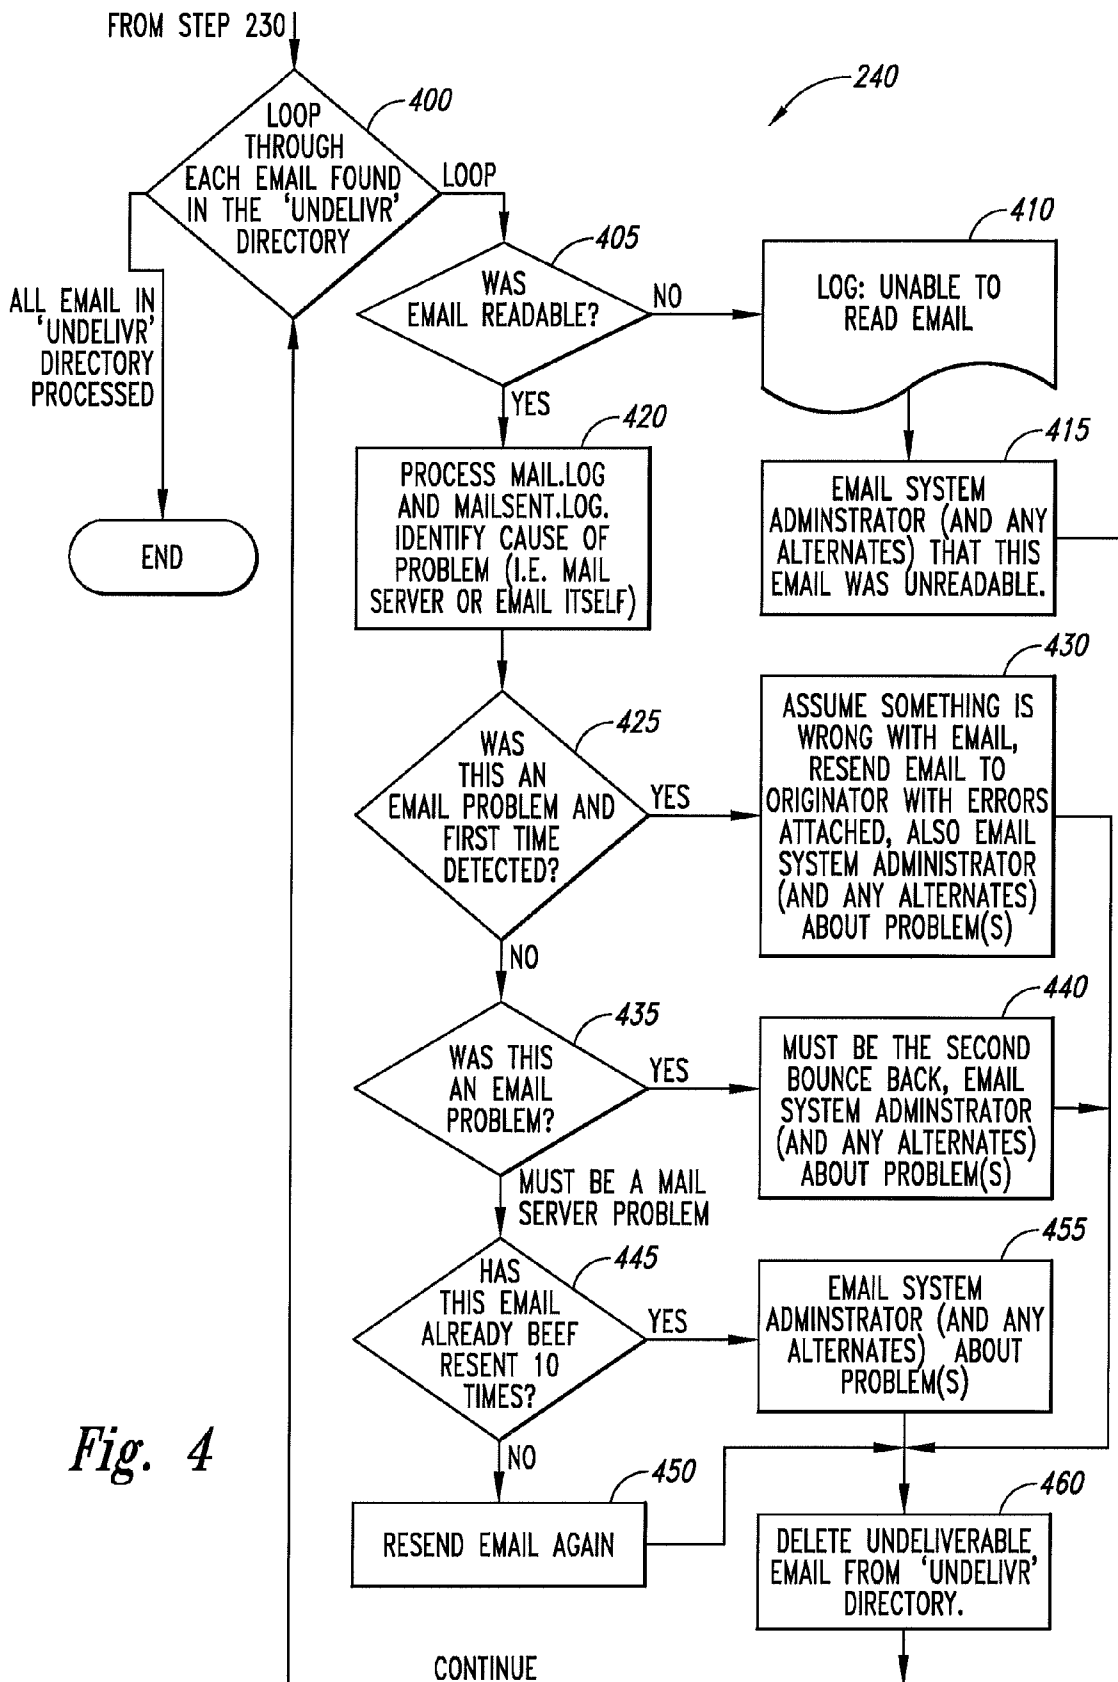 FROM STEP 230
240
400
LOOP
THROUGH
EACH EMAIL FOUND
IN THE ‘UNDELIVR’
DIRECTORY
LOOP
ALL EMAIL IN
‘UNDELIVR’
DIRECTORY
PROCESSED
END
405
WAS
EMAIL READABLE?
NO
YES
410
LOG: UNABLE TO
READ EMAIL
415
EMAIL SYSTEM
ADMINSTRATOR (AND ANY
ALTERNATES) THAT THIS
EMAIL WAS UNREADABLE.
420
PROCESS MAIL.LOG
AND MAILSENT.LOG.
IDENTIFY CAUSE OF
PROBLEM (I.E. MAIL
SERVER OR EMAIL ITSELF)
425
WAS
THIS AN
EMAIL PROBLEM AND
FIRST TIME
DETECTED?
YES
NO
430
ASSUME SOMETHING IS
WRONG WITH EMAIL,
RESEND EMAIL TO
ORIGINATOR WITH ERRORS
ATTACHED, ALSO EMAIL
SYSTEM ADMINISTRATOR
(AND ANY ALTERNATES)
ABOUT PROBLEM(S)
435
WAS THIS
AN EMAIL
PROBLEM?
YES
MUST BE A MAIL
SERVER PROBLEM
440
MUST BE THE SECOND
BOUNCE BACK, EMAIL
SYSTEM ADMINSTRATOR
(AND ANY ALTERNATES)
ABOUT PROBLEM(S)
445
HAS
THIS EMAIL
ALREADY BEEF
RESENT 10
TIMES?
YES
NO
455
EMAIL SYSTEM
ADMINSTRATOR (AND ANY
ALTERNATES) ABOUT
PROBLEM(S)
450
RESEND EMAIL AGAIN
460
DELETE UNDELIVERABLE
EMAIL FROM ‘UNDELIVR’
DIRECTORY.
CONTINUE
Fig. 4